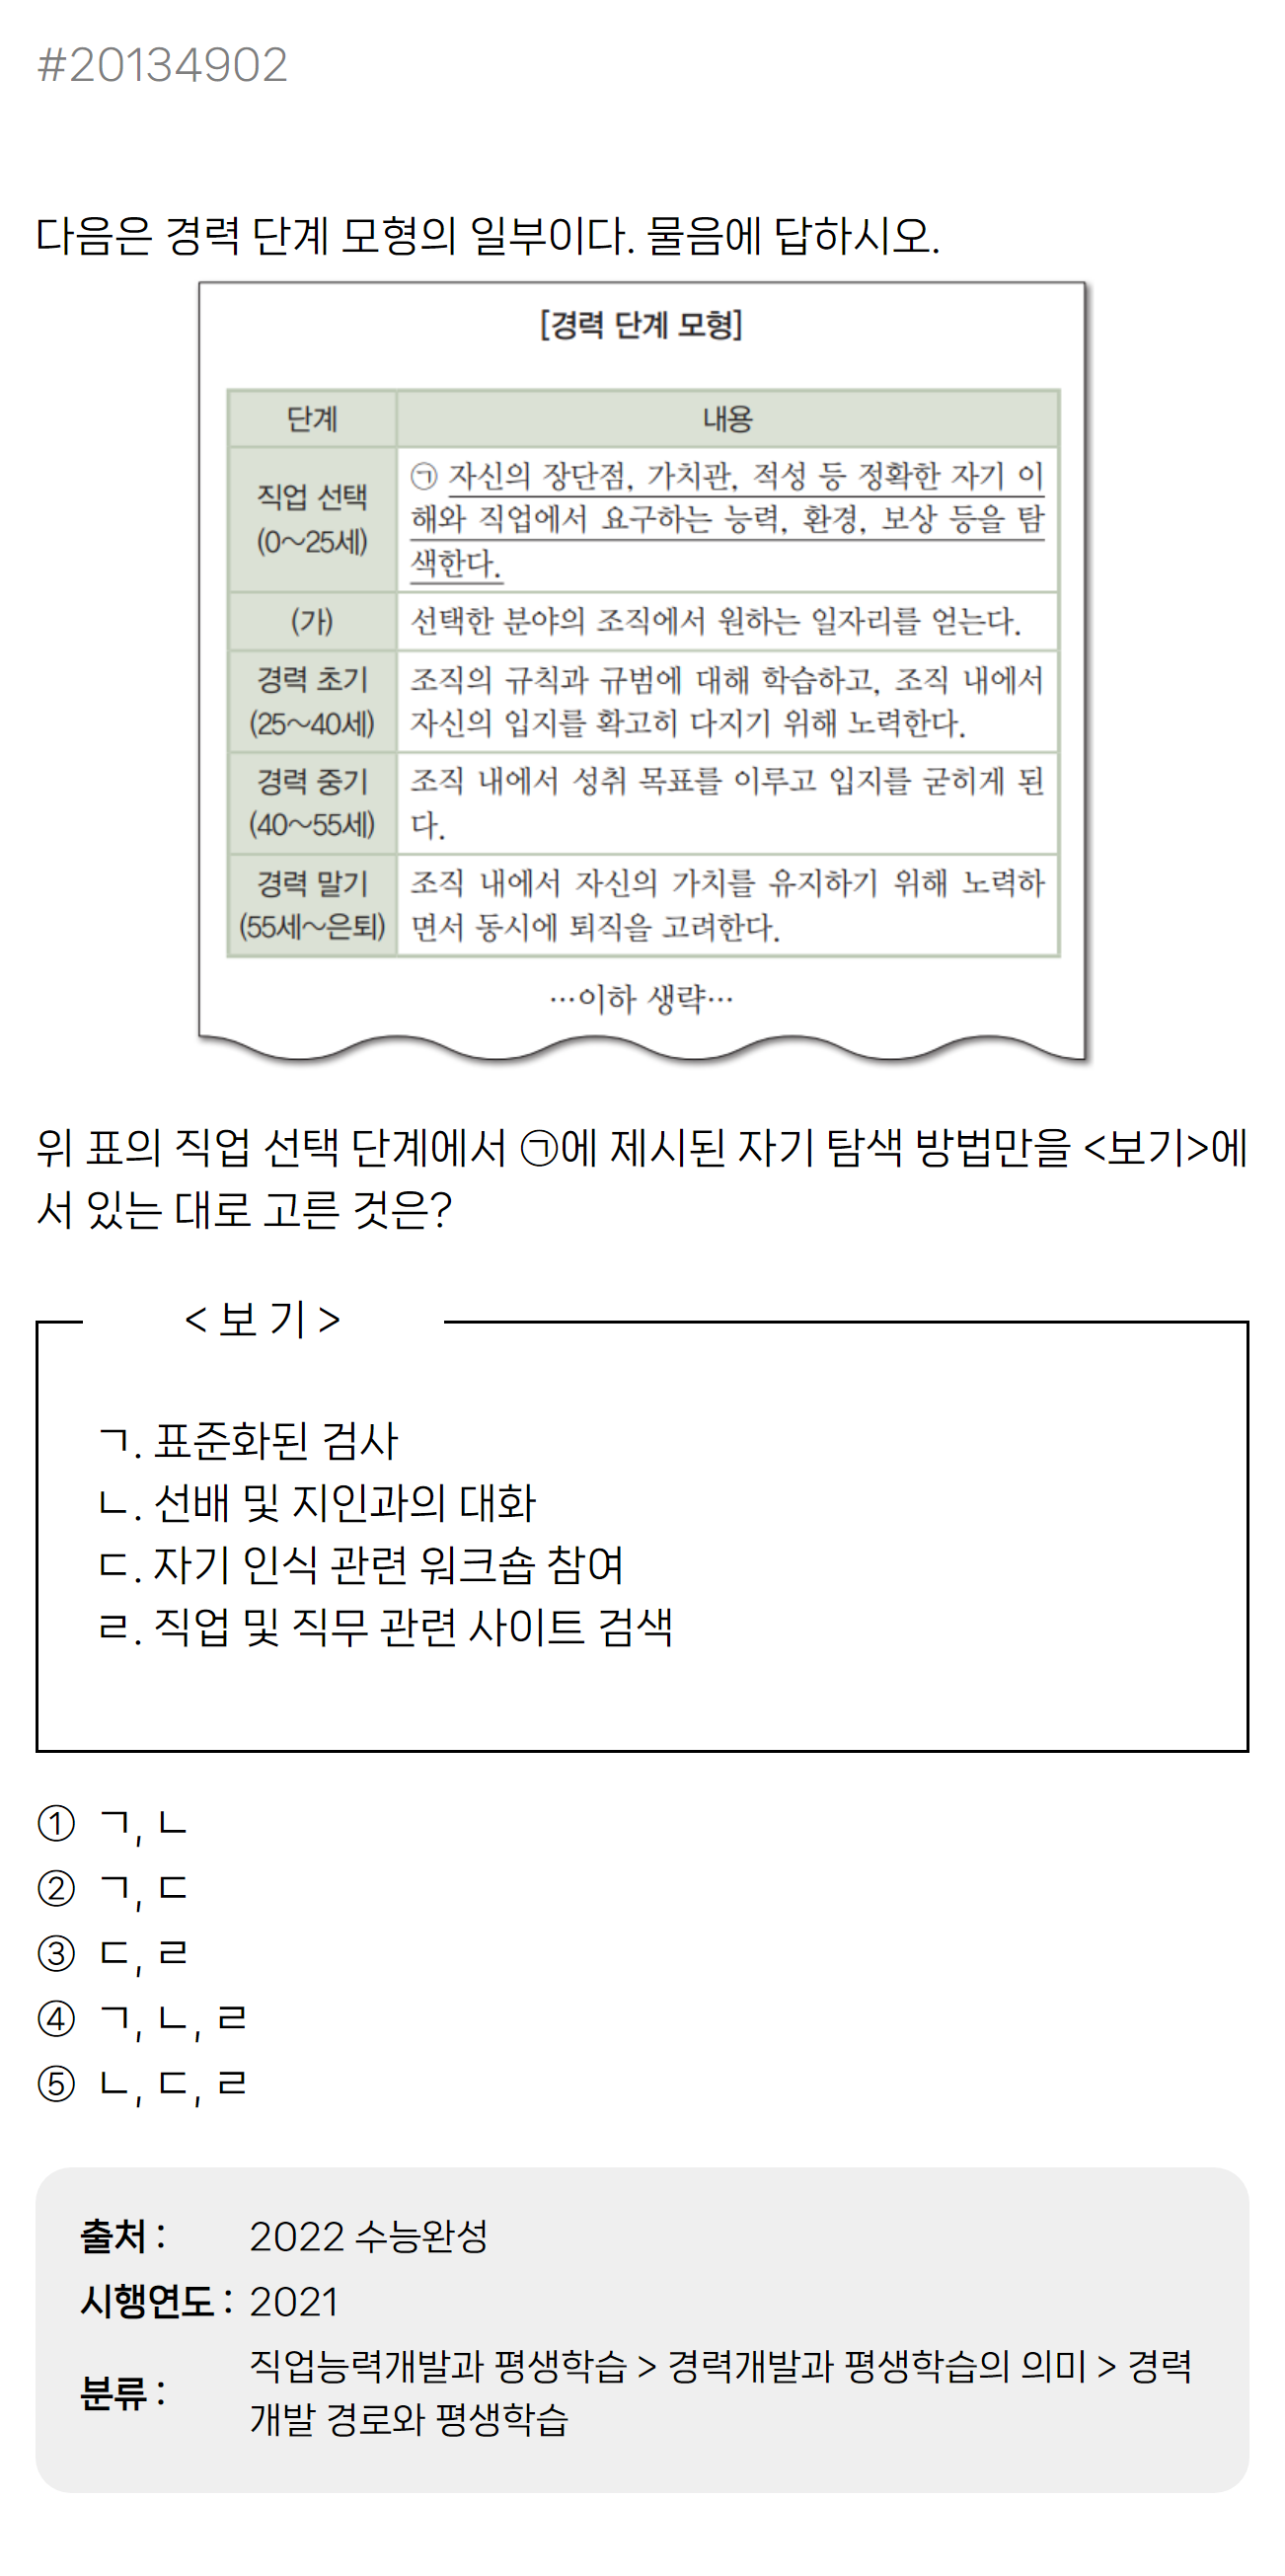 #20134902
다음은 경력 단계 모형의 일부이다. 물음에 답하시오.
[경력 단계 모형]
단계 내용
직업 선택
(0~25세)
㉠ 자신의 장단점, 가치관, 적성 등 정확한 자기 이
해와 직업에서 요구하는 능력, 환경, 보상 등을 탐
색한다.
(가) 선택한 분야의 조직에서 원하는 일자리를 얻는다.
경력 초기
(25~40세)
조직의 규칙과 규범에 대해 학습하고, 조직 내에서
자신의 입지를 확고히 다지기 위해 노력한다.
경력 중기
(40~55세)
조직 내에서 성취 목표를 이루고 입지를 굳히게 된
다.
경력 말기
(55세~은퇴)
조직 내에서 자신의 가치를 유지하기 위해 노력하
면서 동시에 퇴직을 고려한다.
…이하 생략…
위 표의 직업 선택 단계에서 ㉠에 제시된 자기 탐색 방법만을 <보기>에
서 있는 대로 고른 것은?
< 보 기 >
ㄱ. 표준화된 검사
ㄴ. 선배 및 지인과의 대화
ㄷ. 자기 인식 관련 워크숍 참여
ㄹ. 직업 및 직무 관련 사이트 검색
① ㄱ, ㄴ
② ㄱ, ㄷ
③ ㄷ, ㄹ
④ ㄱ, ㄴ, ㄹ
⑤ ㄴ, ㄷ, ㄹ
출처 : 2022 수능완성
시행연도 : 2021
분류 : 직업능력개발과 평생학습 > 경력개발과 평생학습의 의미 > 경력
개발 경로와 평생학습